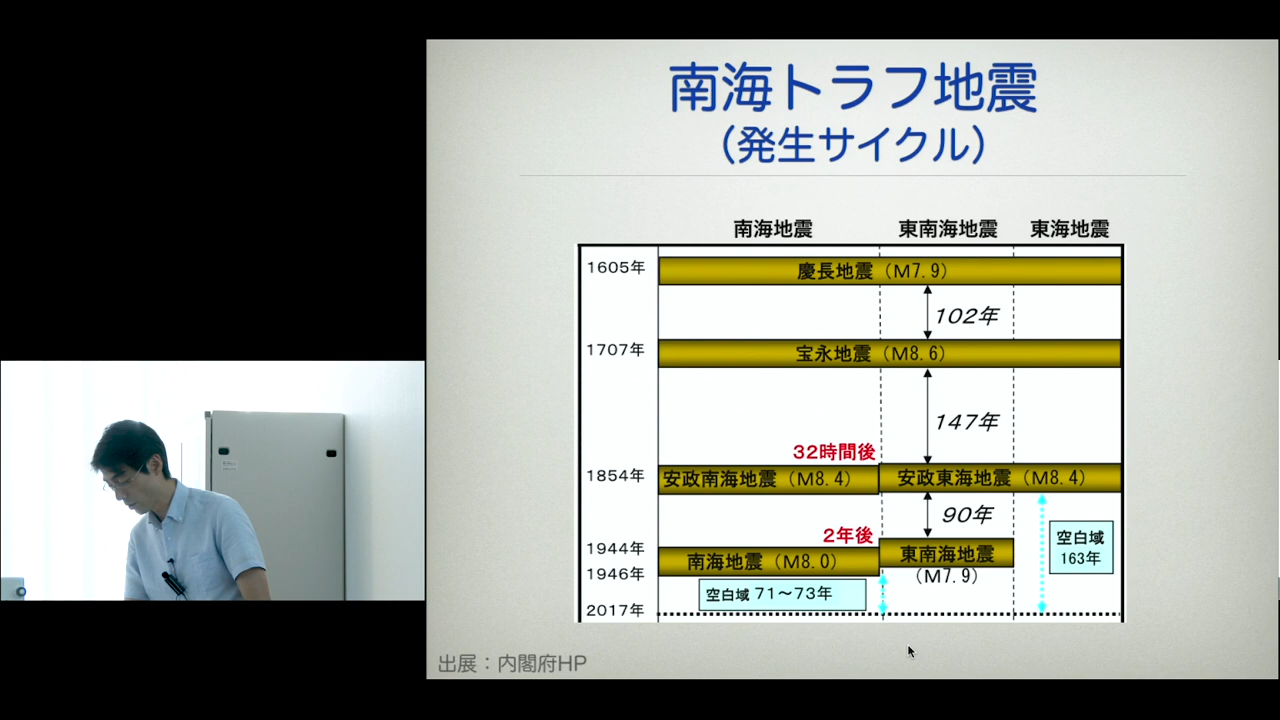 南海トラフ地震
（発生サイクル）
南海地震 東南海地震 東海地震
1605年 慶長地震（M7.9）
102年
1707年 宝永地震（M8.6）
147年
32時間後
1854年 安政南海地震（M8.4） 安政東海地震（M8.4）
90年
2年後
空白域
163年
1944年 東南海地震
（M7.9）
1946年 南海地震（M8.0）
空白域 71～73年
2017年
出展：内閣府HP